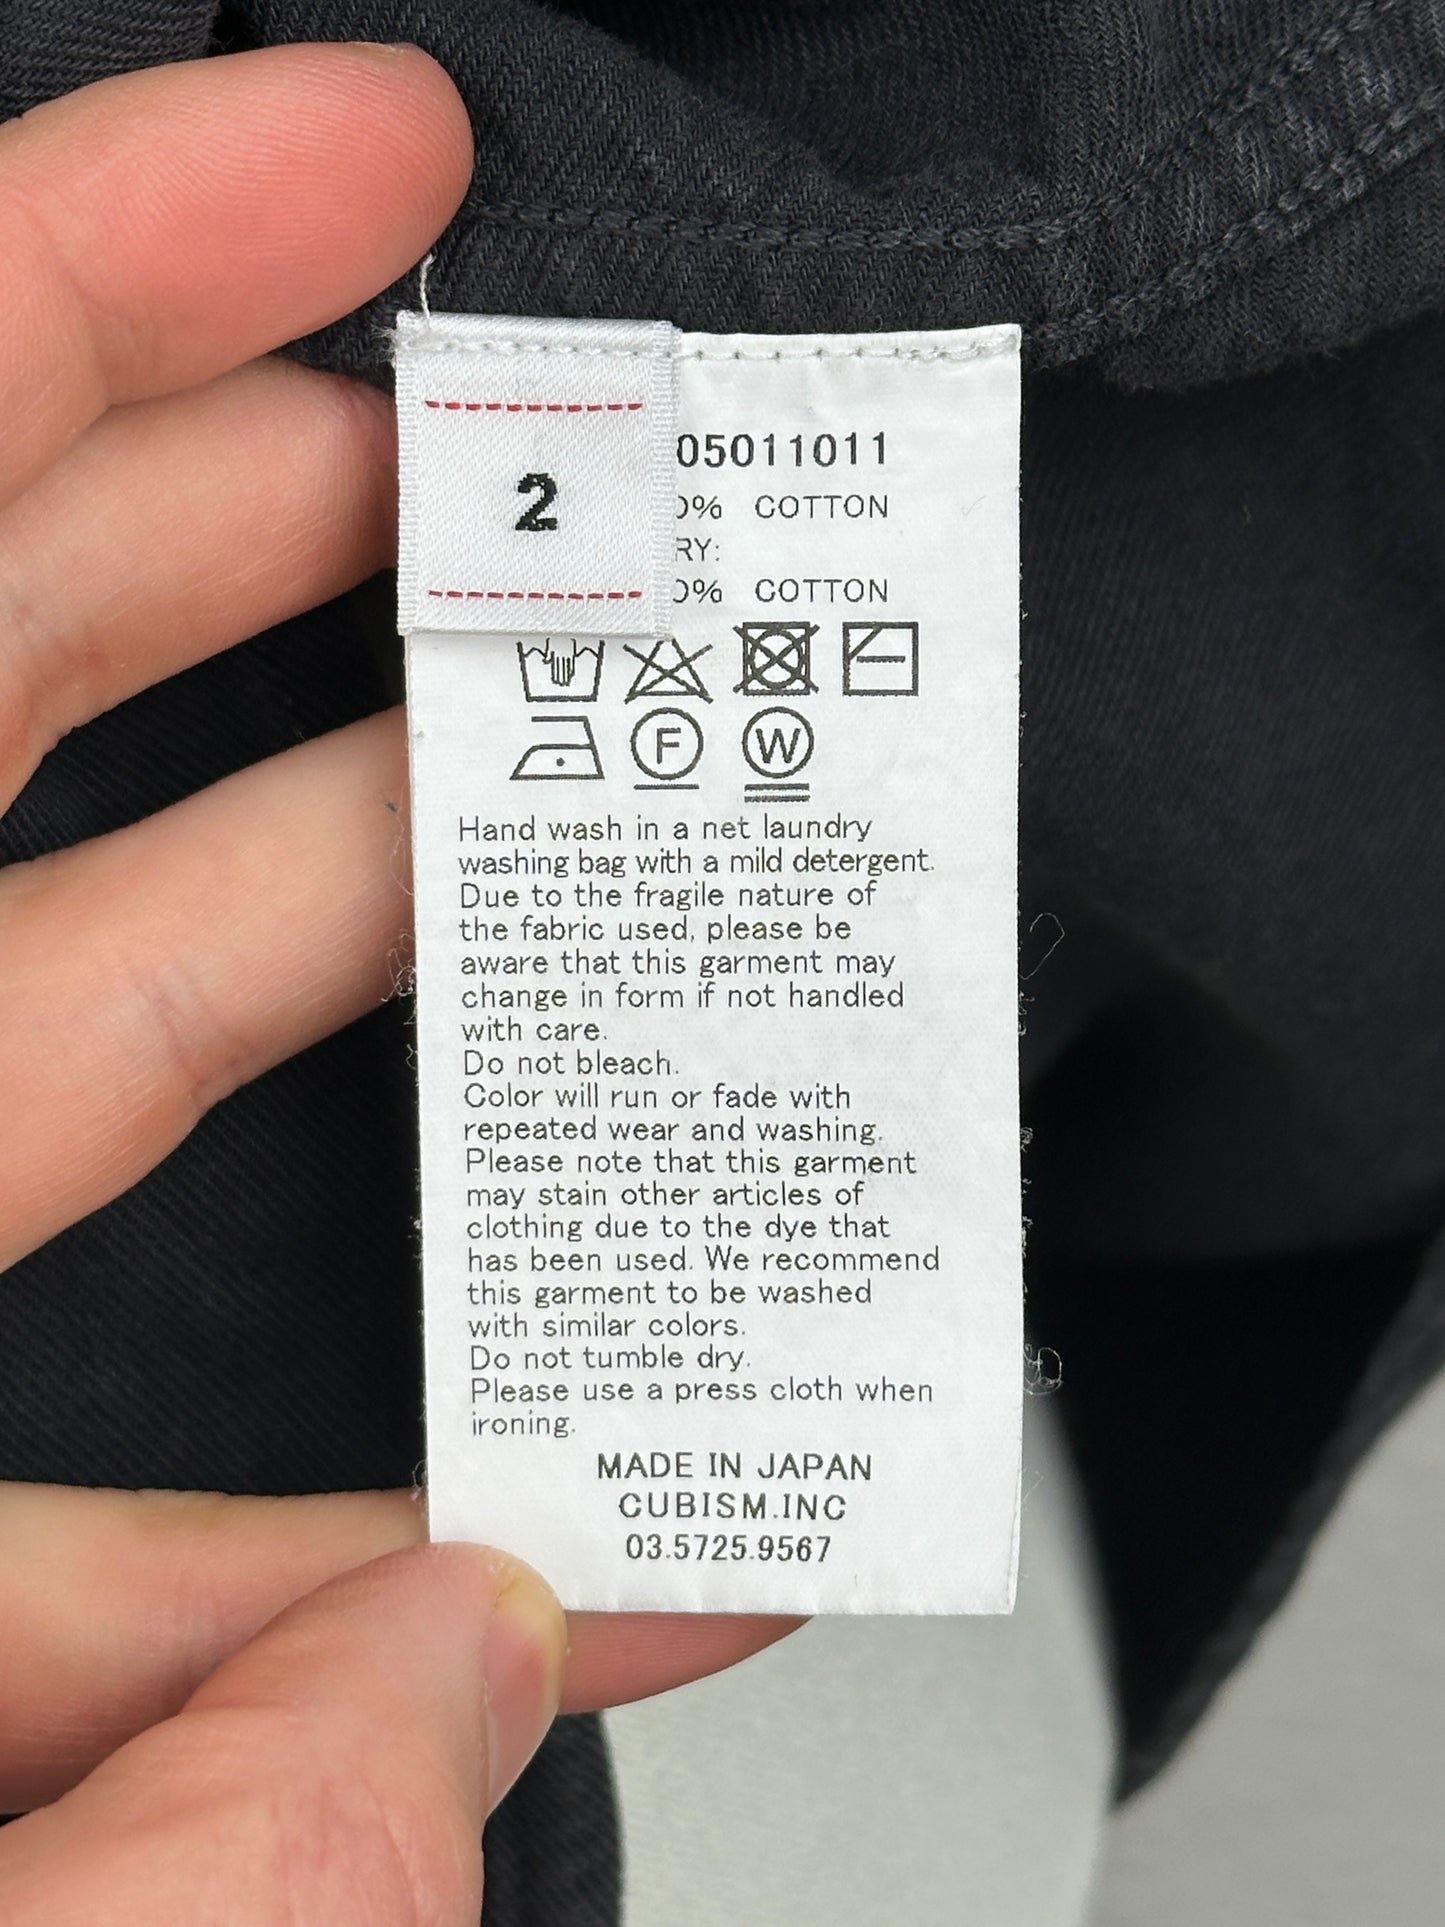 2
05011011
0% COTTON
RY:
0% COTTON
F W
Hand wash in a net laundry
washing bag with a mild detergent.
Due to the fragile nature of
the fabric used, please be
aware that this garment may
change in form if not handled
with care.
Do not bleach.
Color will run or fade with
repeated wear and washing.
Please note that this garment
may stain other articles of
clothing due to the dye that
has been used. We recommend
this garment to be washed
with similar colors.
Do not tumble dry.
Please use a press cloth when
ironing.
MADE IN JAPAN
CUBISM.INC
03.5725.9567